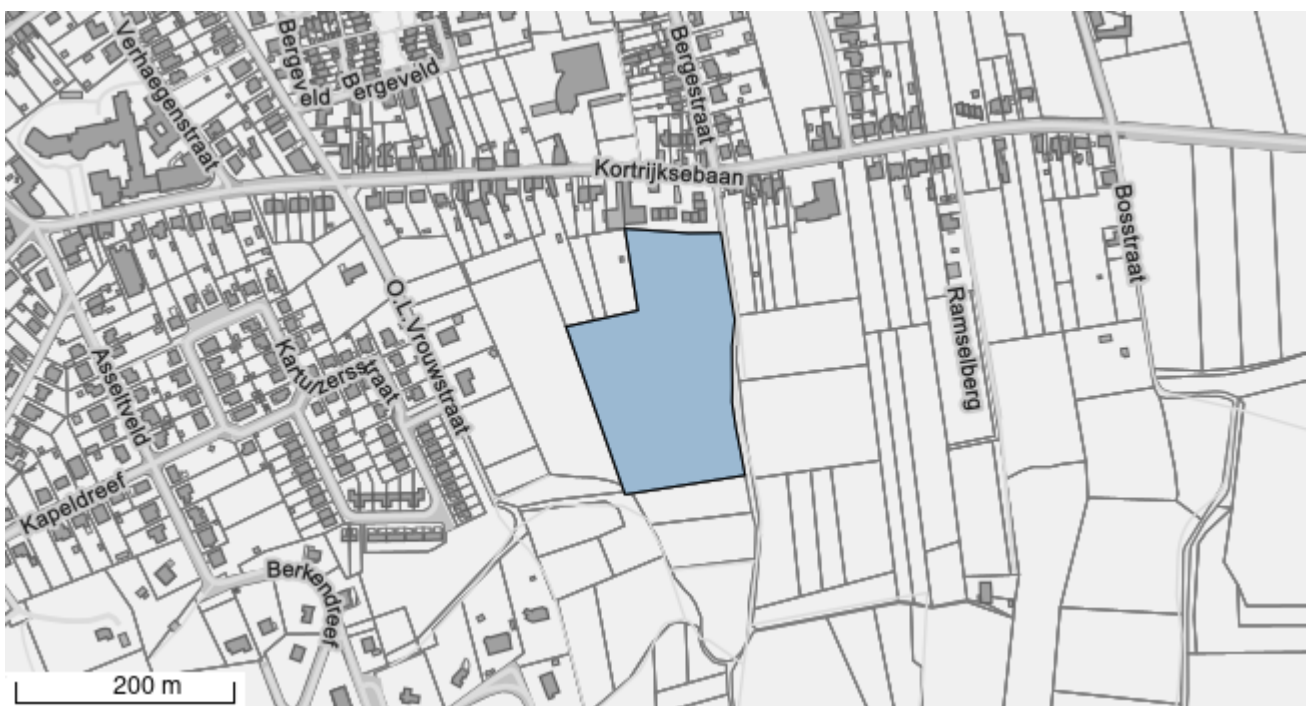 Verhaegenstraat
Bergeveld
Bergeveld
Bergestraat
Kortrijksebaan
Bosstraat
O.L.Vrouwstraat
Ramselberg
Asseltveld
Kartuizersstraat
Kapeldreef
Berkendreef
200 m